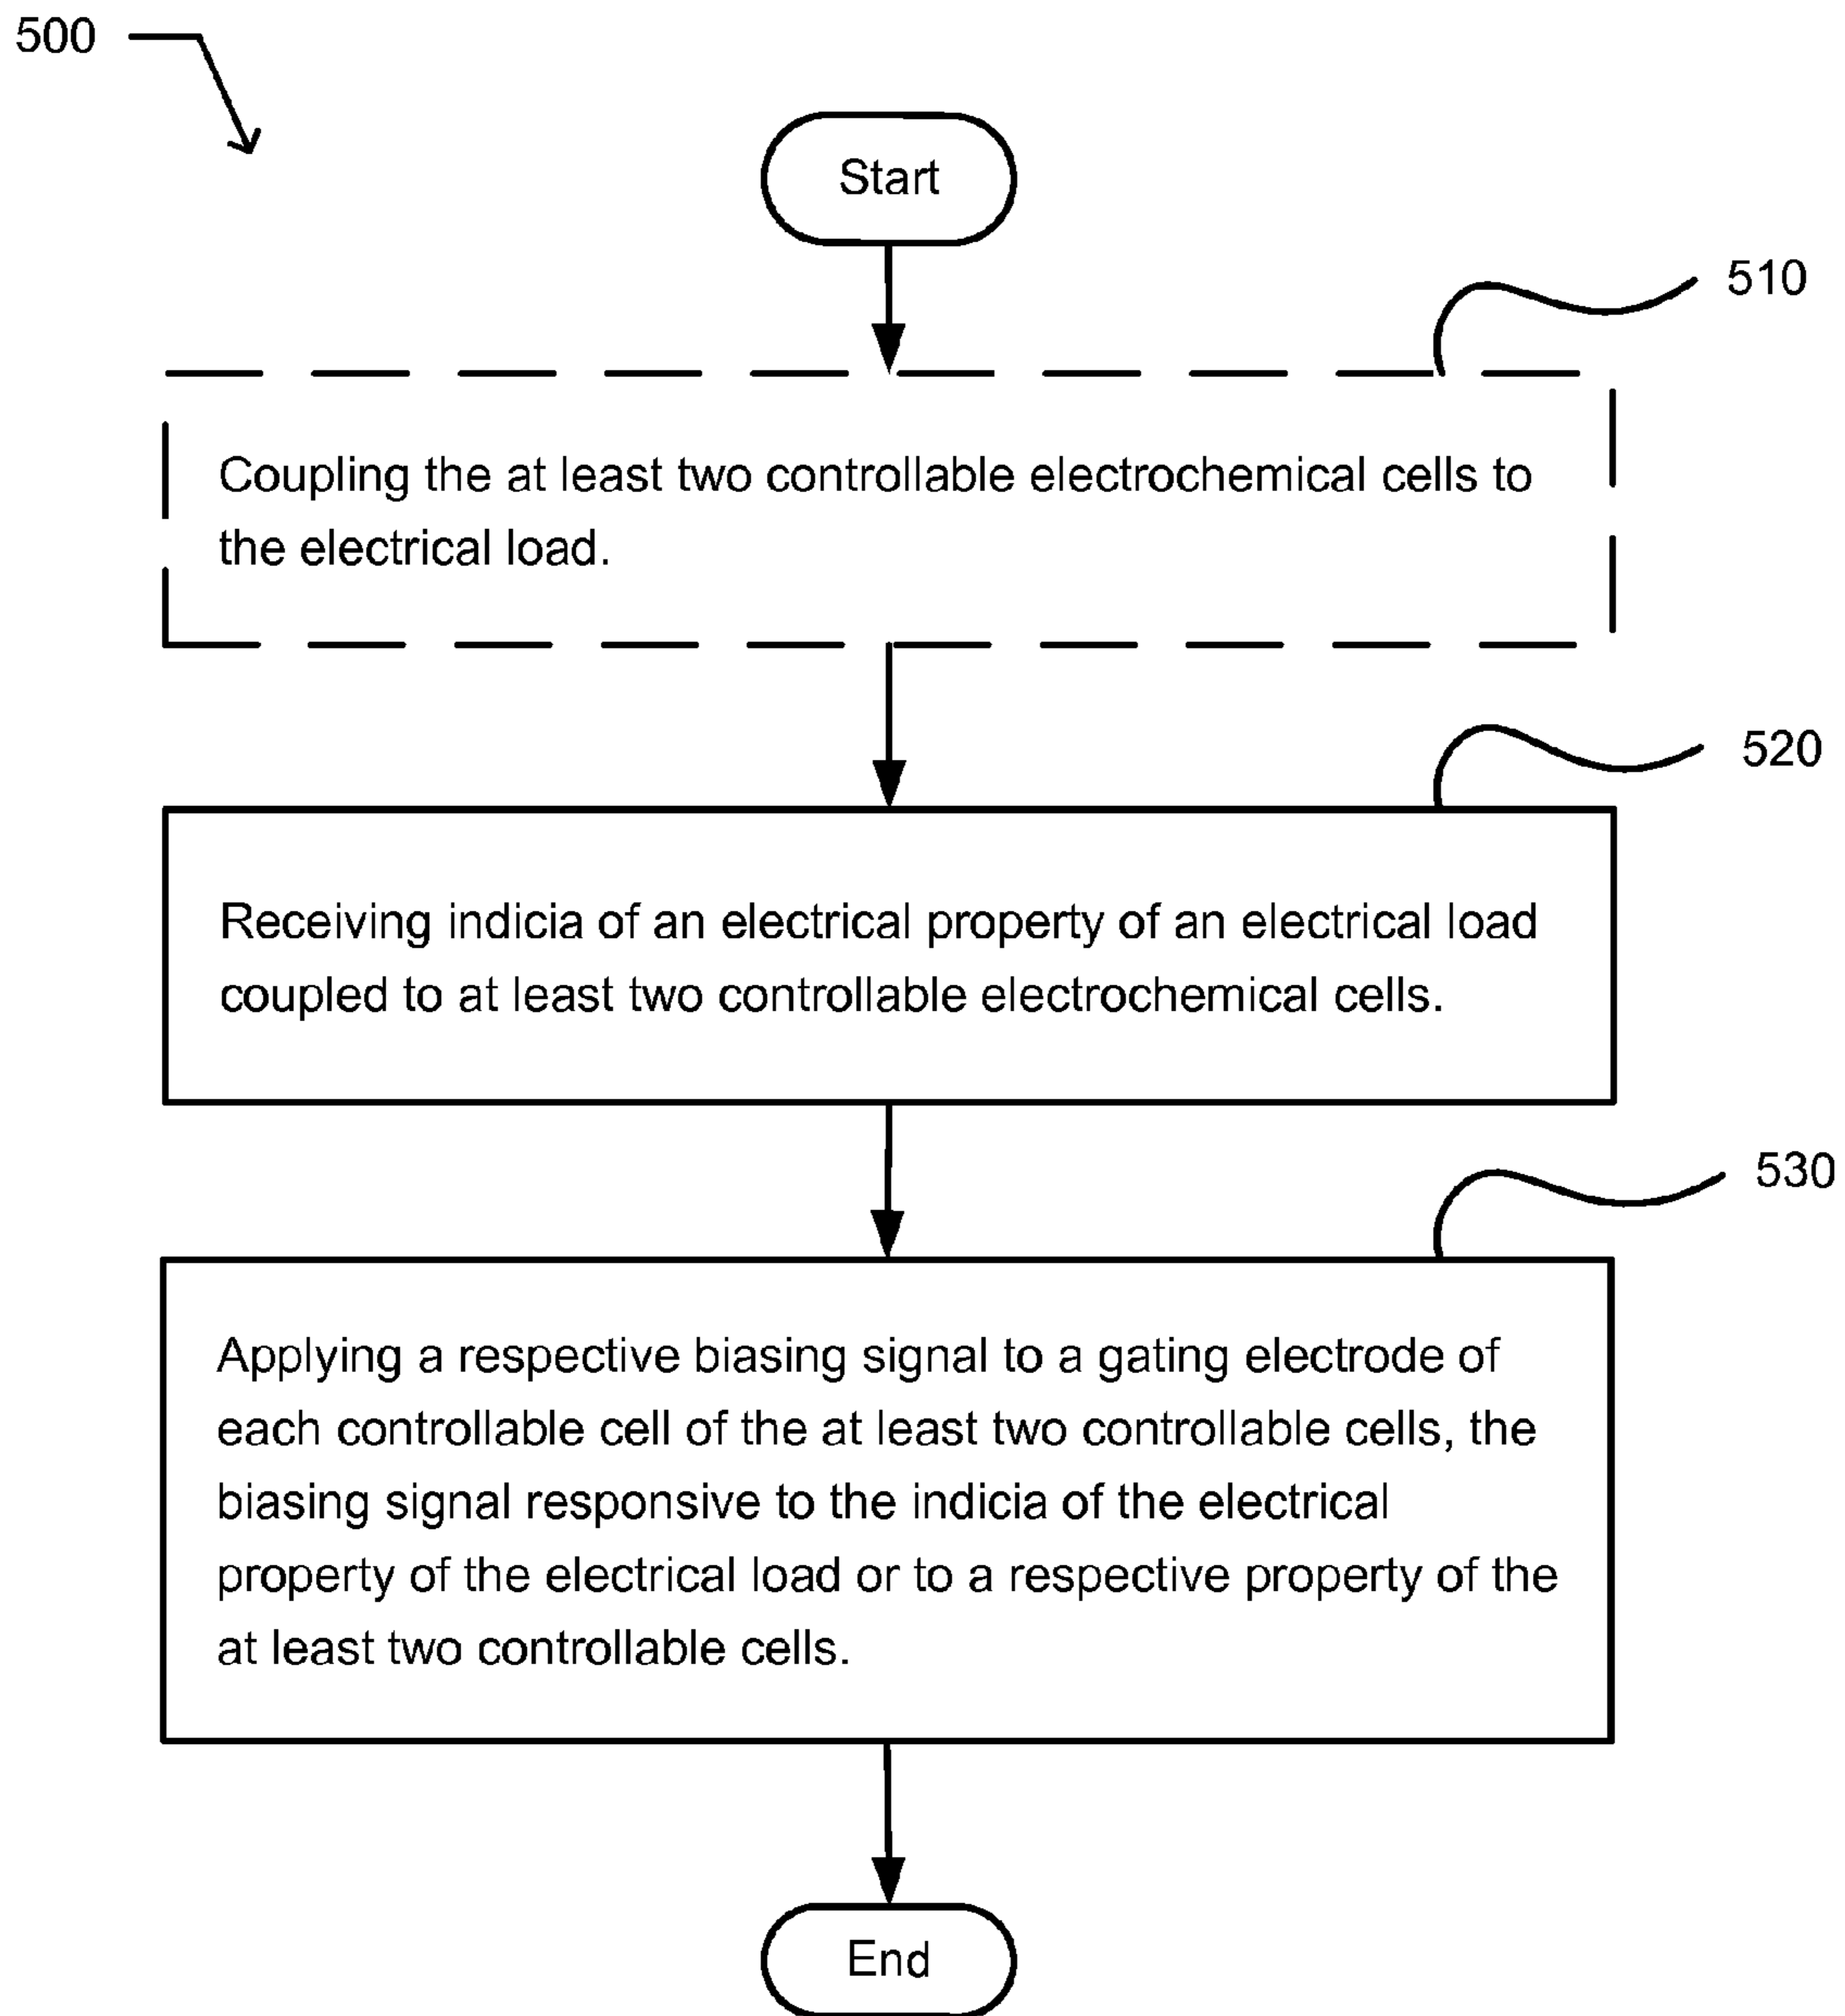 500
Start
510
Coupling the at least two controllable electrochemical cells to
the electrical load.
520
Receiving indicia of an electrical property of an electrical load
coupled to at least two controllable electrochemical cells.
530
Applying a respective biasing signal to a gating electrode of
each controllable cell of the at least two controllable cells, the
biasing signal responsive to the indicia of the electrical
property of the electrical load or to a respective property of the
at least two controllable cells.
End